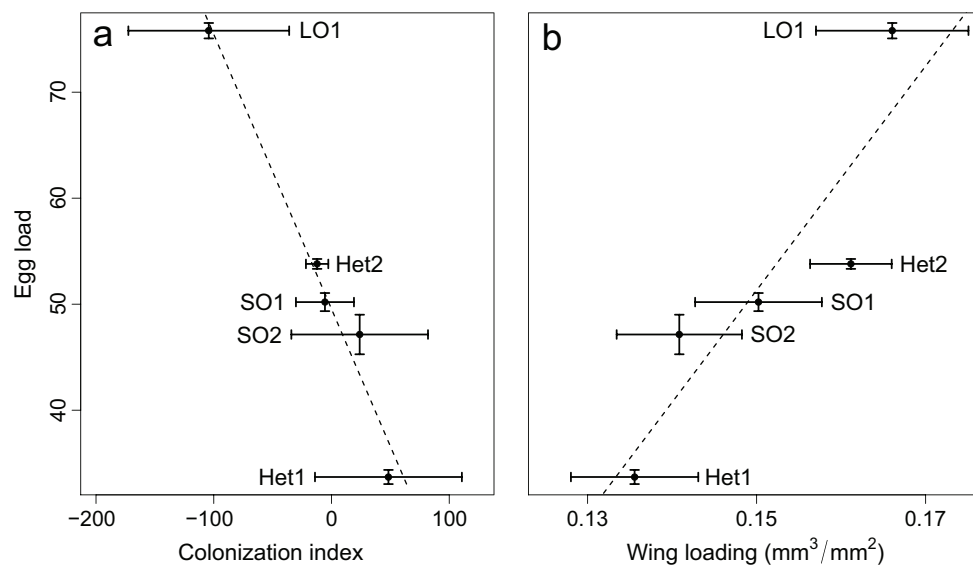 a
LO1
Het2
SO1
SO2
Het1
Egg load
70
60
50
40
−200
−100
0
100
Colonization index
b
LO1
Het2
SO1
SO2
Het1
0.13
0.15
0.17
Wing loading (mm³/mm²)